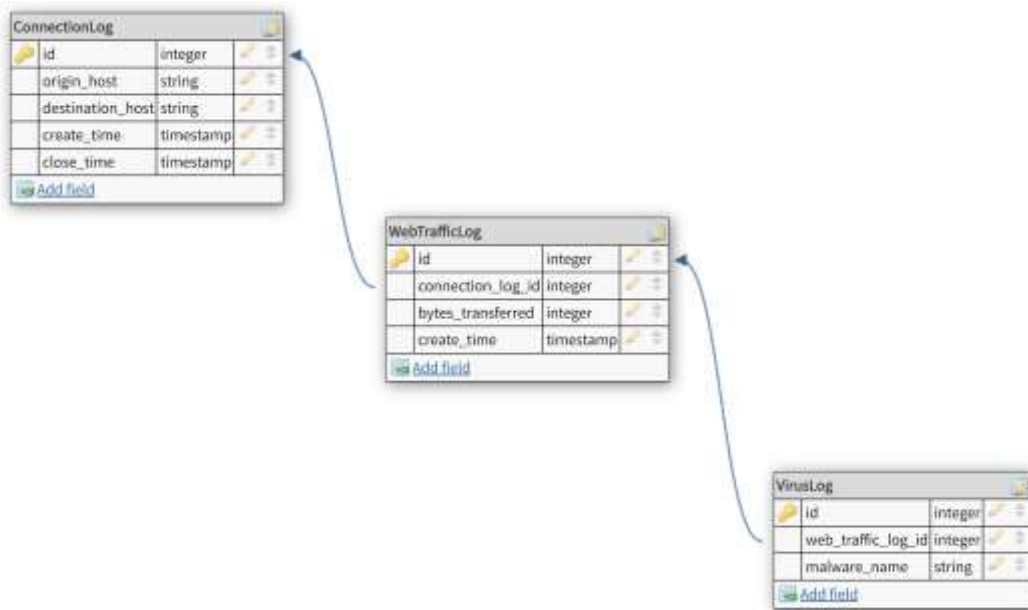 ConnectionLog
id integer
origin_host string
destination_host string
create_time timestamp
close_time timestamp
Add field
WebTrafficLog
id integer
connection_log_id integer
bytes_transferred integer
create_time timestamp
Add field
VirusLog
id integer
web_traffic_log_id integer
malware_name string
Add field